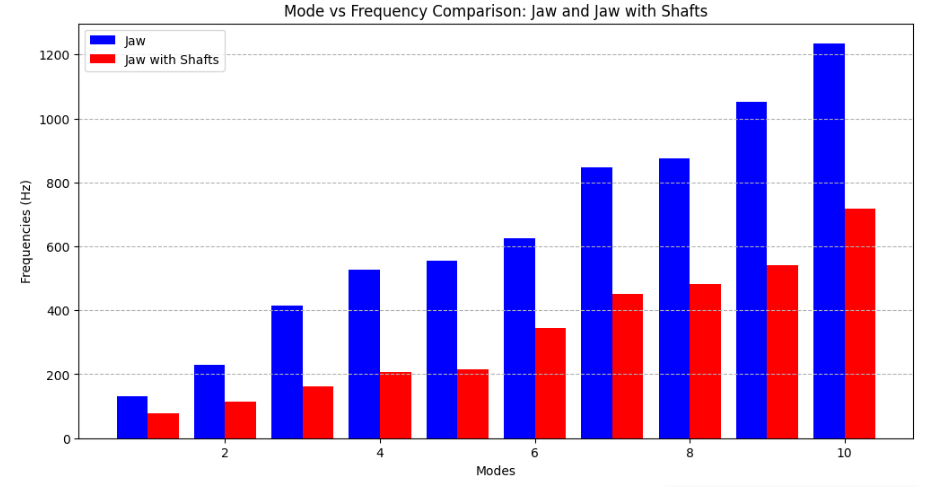 Mode vs Frequency Comparison: Jaw and Jaw with Shafts
Jaw
Jaw with Shafts
1200
1000
800
600
400
200
0
Frequencies (Hz)
2 4 6 8 10
Modes